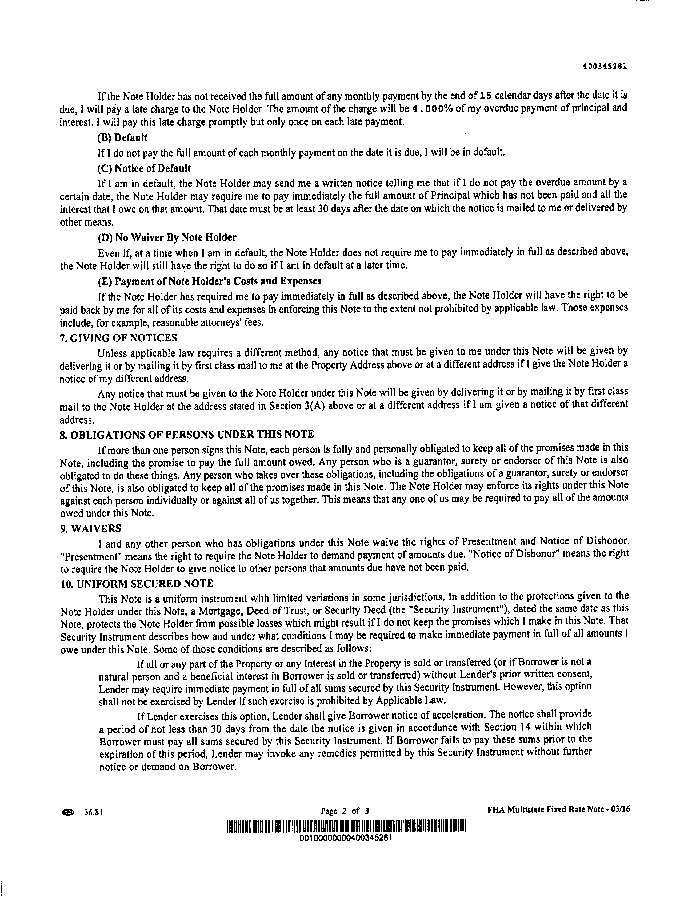 400345281
If the Note Holder has not received the full amount of any monthly payment by the end of 15 calendar days after the date it is
due, I will pay a late charge to the Note Holder. The amount of the charge will be 4.000% of my overdue payment of principal and
interest. I will pay this late charge promptly but only once on each late payment.
(B) Default
If I do not pay the full amount of each monthly payment on the date it is due, I will be in default.
(C) Notice of Default
If I am in default, the Note Holder may send me a written notice telling me that if I do not pay the overdue amount by a
certain date, the Note Holder may require me to pay immediately the full amount of Principal which has not been paid and all the
interest that I owe on that amount. That date must be at least 30 days after the date on which the notice is mailed to me or delivered by
other means.
(D) No Waiver By Note Holder
Even if, at a time when I am in default, the Note Holder does not require me to pay immediately in full as described above,
the Note Holder will still have the right to do so if I am in default at a later time.
(E) Payment of Note Holder's Costs and Expenses
If the Note Holder has required me to pay immediately in full as described above, the Note Holder will have the right to be
paid back by me for all of its costs and expenses in enforcing this Note to the extent not prohibited by applicable law. Those expenses
include, for example, reasonable attorneys' fees.
7. GIVING OF NOTICES
Unless applicable law requires a different method, any notice that must be given to me under this Note will be given by
delivering it or by mailing it by first class mail to me at the Property Address above or at a different address if I give the Note Holder a
notice of my different address.
Any notice that must be given to the Note Holder under this Note will be given by delivering it or by mailing it by first class
mail to the Note Holder at the address stated in Section 3(A) above or at a different address if I am given a notice of that different
address.
8. OBLIGATIONS OF PERSONS UNDER THIS NOTE
If more than one person signs this Note, each person is fully and personally obligated to keep all of the promises made in this
Note, including the promise to pay the full amount owed. Any person who is a guarantor, surety or endorser of this Note is also
obligated to do these things. Any person who takes over these obligations, including the obligations of a guarantor, surety or endorser
of this Note, is also obligated to keep all of the promises made in this Note. The Note Holder may enforce its rights under this Note
against each person individually or against all of us together. This means that any one of us may be required to pay all of the amounts
owed under this Note.
9. WAIVERS
I and any other person who has obligations under this Note waive the rights of Presentment and Notice of Dishonor.
"Presentment" means the right to require the Note Holder to demand payment of amounts due. "Notice of Dishonor" means the right
to require the Note Holder to give notice to other persons that amounts due have not been paid.
10. UNIFORM SECURED NOTE
This Note is a uniform instrument with limited variations in some jurisdictions. In addition to the protections given to the
Note Holder under this Note, a Mortgage, Deed of Trust, or Security Deed (the "Security Instrument"), dated the same date as this
Note, protects the Note Holder from possible losses which might result if I do not keep the promises which I make in this Note. That
Security Instrument describes how and under what conditions I may be required to make immediate payment in full of all amounts I
owe under this Note. Some of those conditions are described as follows:
If all or any part of the Property or any Interest in the Property is sold or transferred (or if Borrower is not a
natural person and a beneficial interest in Borrower is sold or transferred) without Lender's prior written consent,
Lender may require immediate payment in full of all sums secured by this Security Instrument. However, this option
shall not be exercised by Lender if such exercise is prohibited by Applicable Law.
If Lender exercises this option, Lender shall give Borrower notice of acceleration. The notice shall provide
a period of not less than 30 days from the date the notice is given in accordance with Section 14 within which
Borrower must pay all sums secured by this Security Instrument. If Borrower fails to pay these sums prior to the
expiration of this period, Lender may invoke any remedies permitted by this Security Instrument without further
notice or demand on Borrower.
36.81
Page 2 of 3
FHA Multistate Fixed Rate Note - 03/16
00100000000400345281